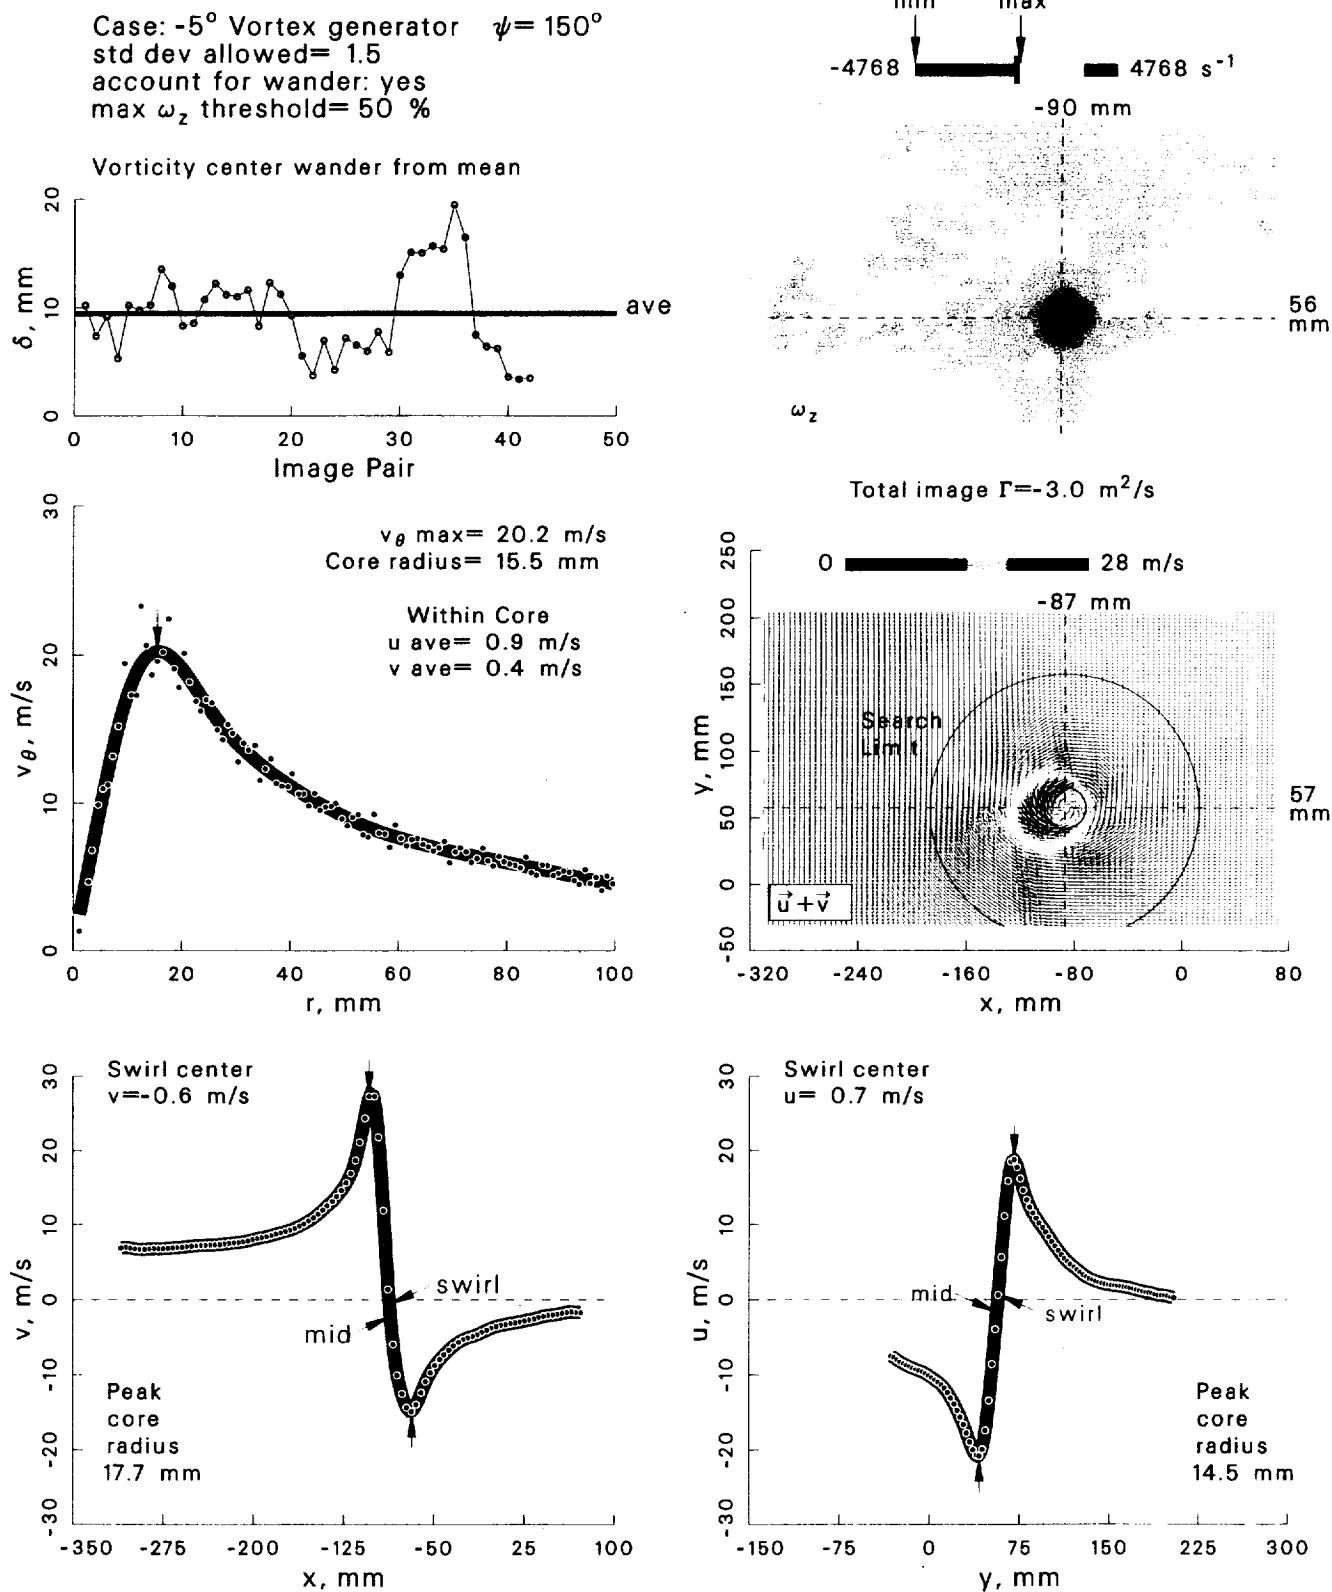 Case: -5° Vortex generator ψ= 150°
std dev allowed= 1.5
account for wander: yes
max ωz threshold= 50 %
min max
-4768 4768 s⁻¹
-90 mm
56
mm
ωz
Vorticity center wander from mean
20
10
0
δ, mm
ave
0 10 20 30 40 50
Image Pair
Total image Γ=-3.0 m²/s
30
20
10
0
vθ, m/s
vθ max= 20.2 m/s
Core radius= 15.5 mm
Within Core
u ave= 0.9 m/s
v ave= 0.4 m/s
0 20 40 60 80 100
r, mm
0 28 m/s
-87 mm
250
200
150
100
50
0
-50
y, mm
Search
Limit
57
mm
u⃗+v⃗
-320 -240 -160 -80 0 80
x, mm
Swirl center
v=-0.6 m/s
30
20
10
0
-10
-20
-30
v, m/s
swirl
mid
Peak
core
radius
17.7 mm
-350 -275 -200 -125 -50 25 100
x, mm
Swirl center
u= 0.7 m/s
30
20
10
0
-10
-20
-30
u, m/s
mid
swirl
Peak
core
radius
14.5 mm
-150 -75 0 75 150 225 300
y, mm